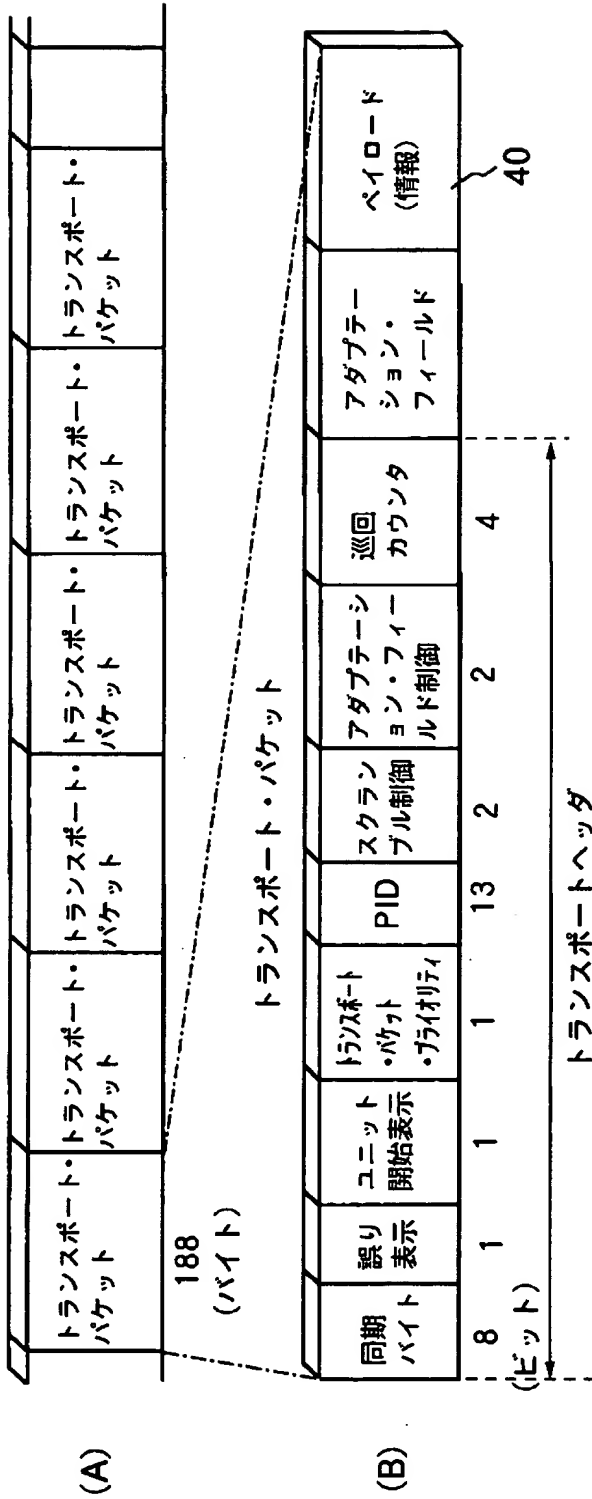 (A)
トランスポート・
パケット
トランスポート・
パケット
トランスポート・
パケット
トランスポート・
パケット
トランスポート・
パケット
トランスポート・
パケット
188
(バイト)
トランスポート・パケット
(B)
同期
バイト
誤り
表示
ユニット
開始表示
トランスポート
・パケット
・プライオリティ
PID
スクラン
ブル制御
アダプテーシ
ョン・フィー
ルド制御
巡回
カウンタ
アダプテー
ション・
フィールド
ペイロード
(情報)
40
8
(ビット)
1
1
1
13
2
2
4
トランスポートヘッダ